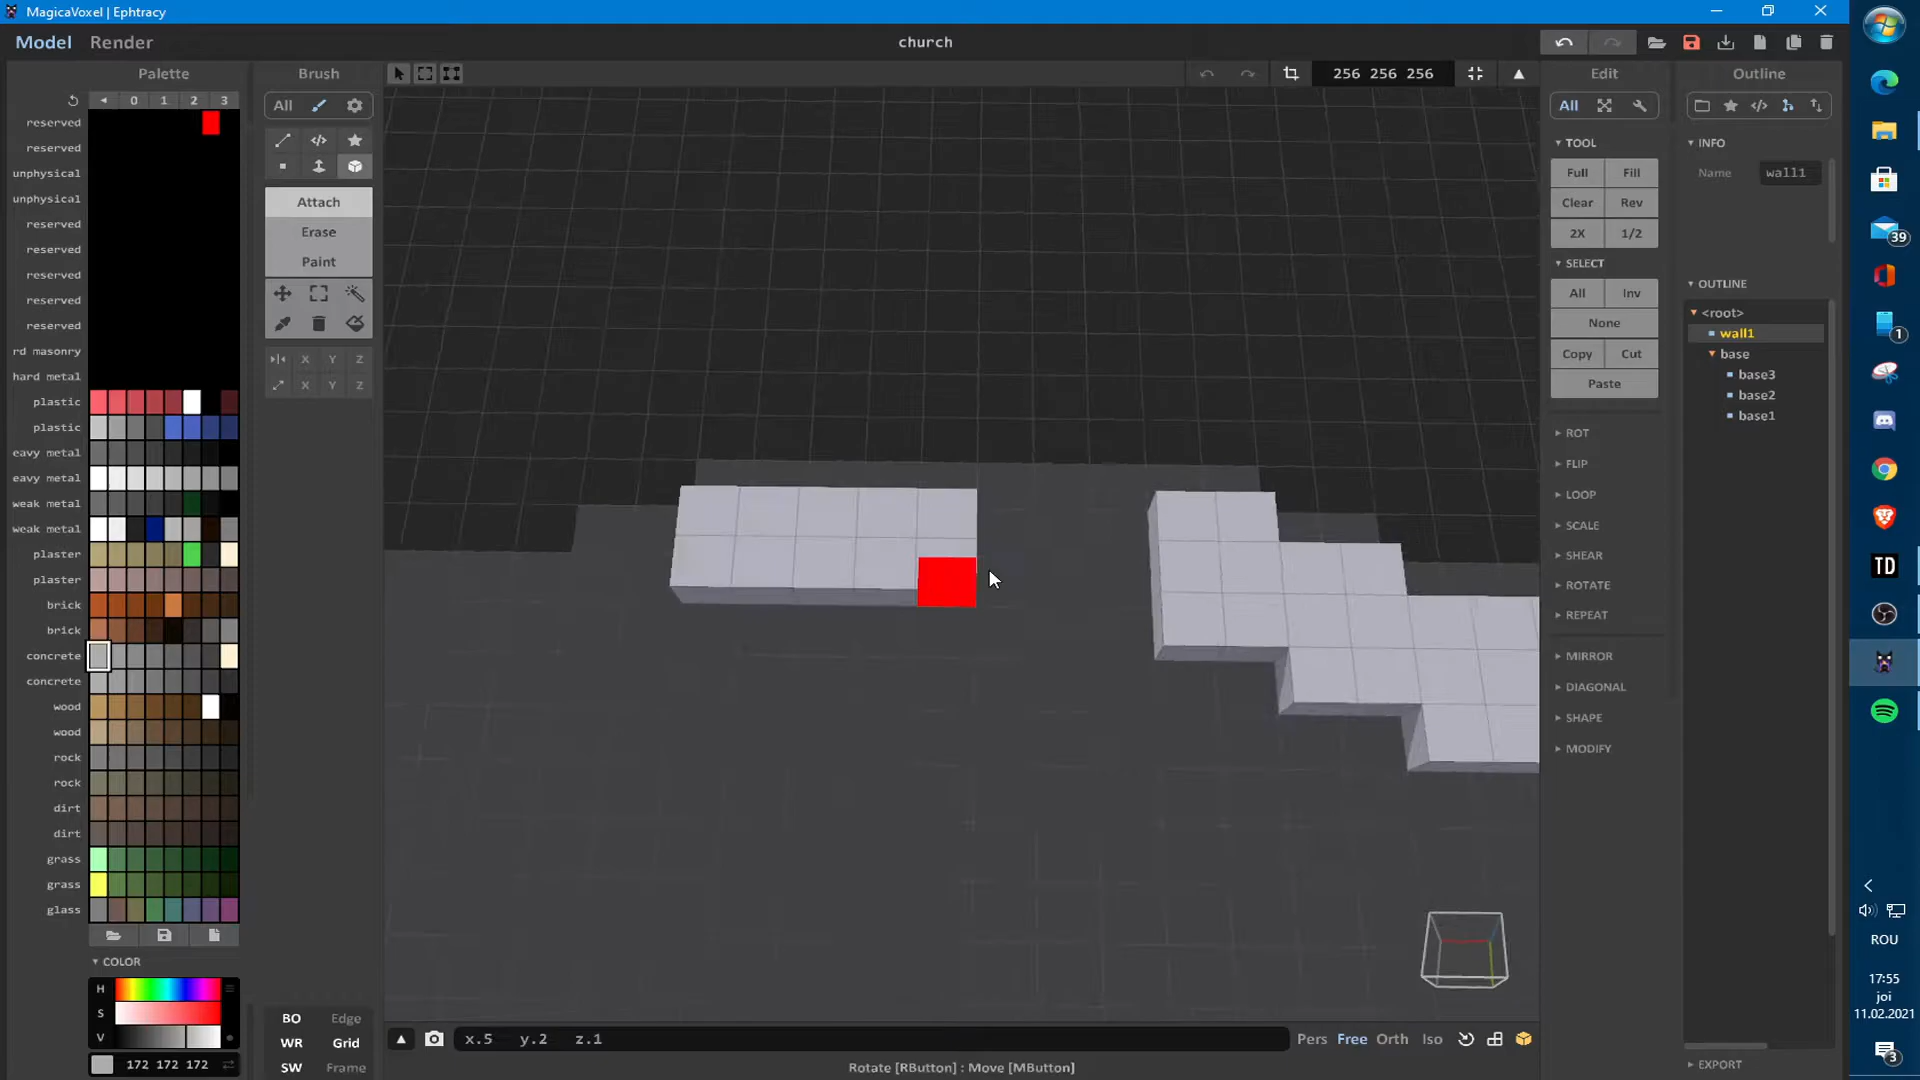 MagicaVoxel | Ephtracy
Model Render
church
Palette
Brush
256 256 256
Edit
Outline
0 1 2 3
All
All
reserved
reserved
unphysical
unphysical
reserved
reserved
reserved
reserved
reserved
rd masonry
hard metal
plastic
plastic
eavy metal
eavy metal
weak metal
weak metal
plaster
plaster
brick
brick
concrete
concrete
wood
wood
rock
rock
dirt
dirt
grass
grass
glass
COLOR
H
S
V
172 172 172
Attach
Erase
Paint
X Y Z
X Y Z
BO Edge
WR Grid
SW Frame
x.5 y.2 z.1
Pers Free Orth Iso
Rotate [RButton] : Move [MButton]
TOOL
Full Fill
Clear Rev
2X 1/2
SELECT
All Inv
None
Copy Cut
Paste
ROT
FLIP
LOOP
SCALE
SHEAR
ROTATE
REPEAT
MIRROR
DIAGONAL
SHAPE
MODIFY
INFO
Name wall1
OUTLINE
<root>
wall1
base
base3
base2
base1
EXPORT
39
1
TD
ROU
17:55
joi
11.02.2021
3